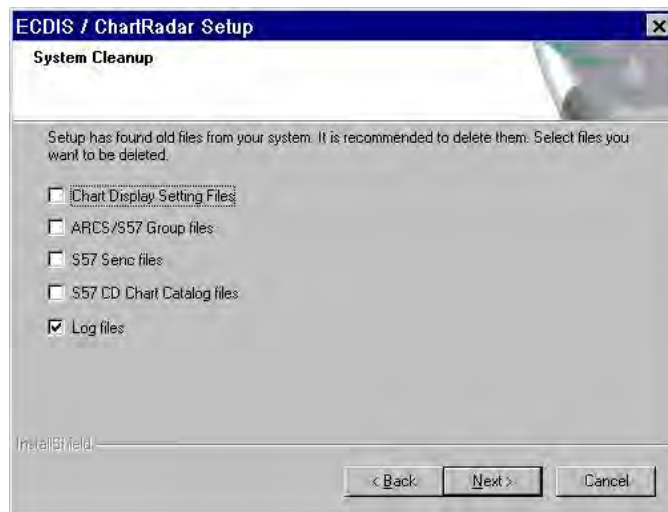 ECDIS / ChartRadar Setup
System Cleanup
Setup has found old files from your system. It is recommended to delete them. Select files you
want to be deleted.
Chart Display Setting Files
ARCS/S57 Group files
S57 Senc files
S57 CD Chart Catalog files
Log files
InstallShield
< Back
Next >
Cancel